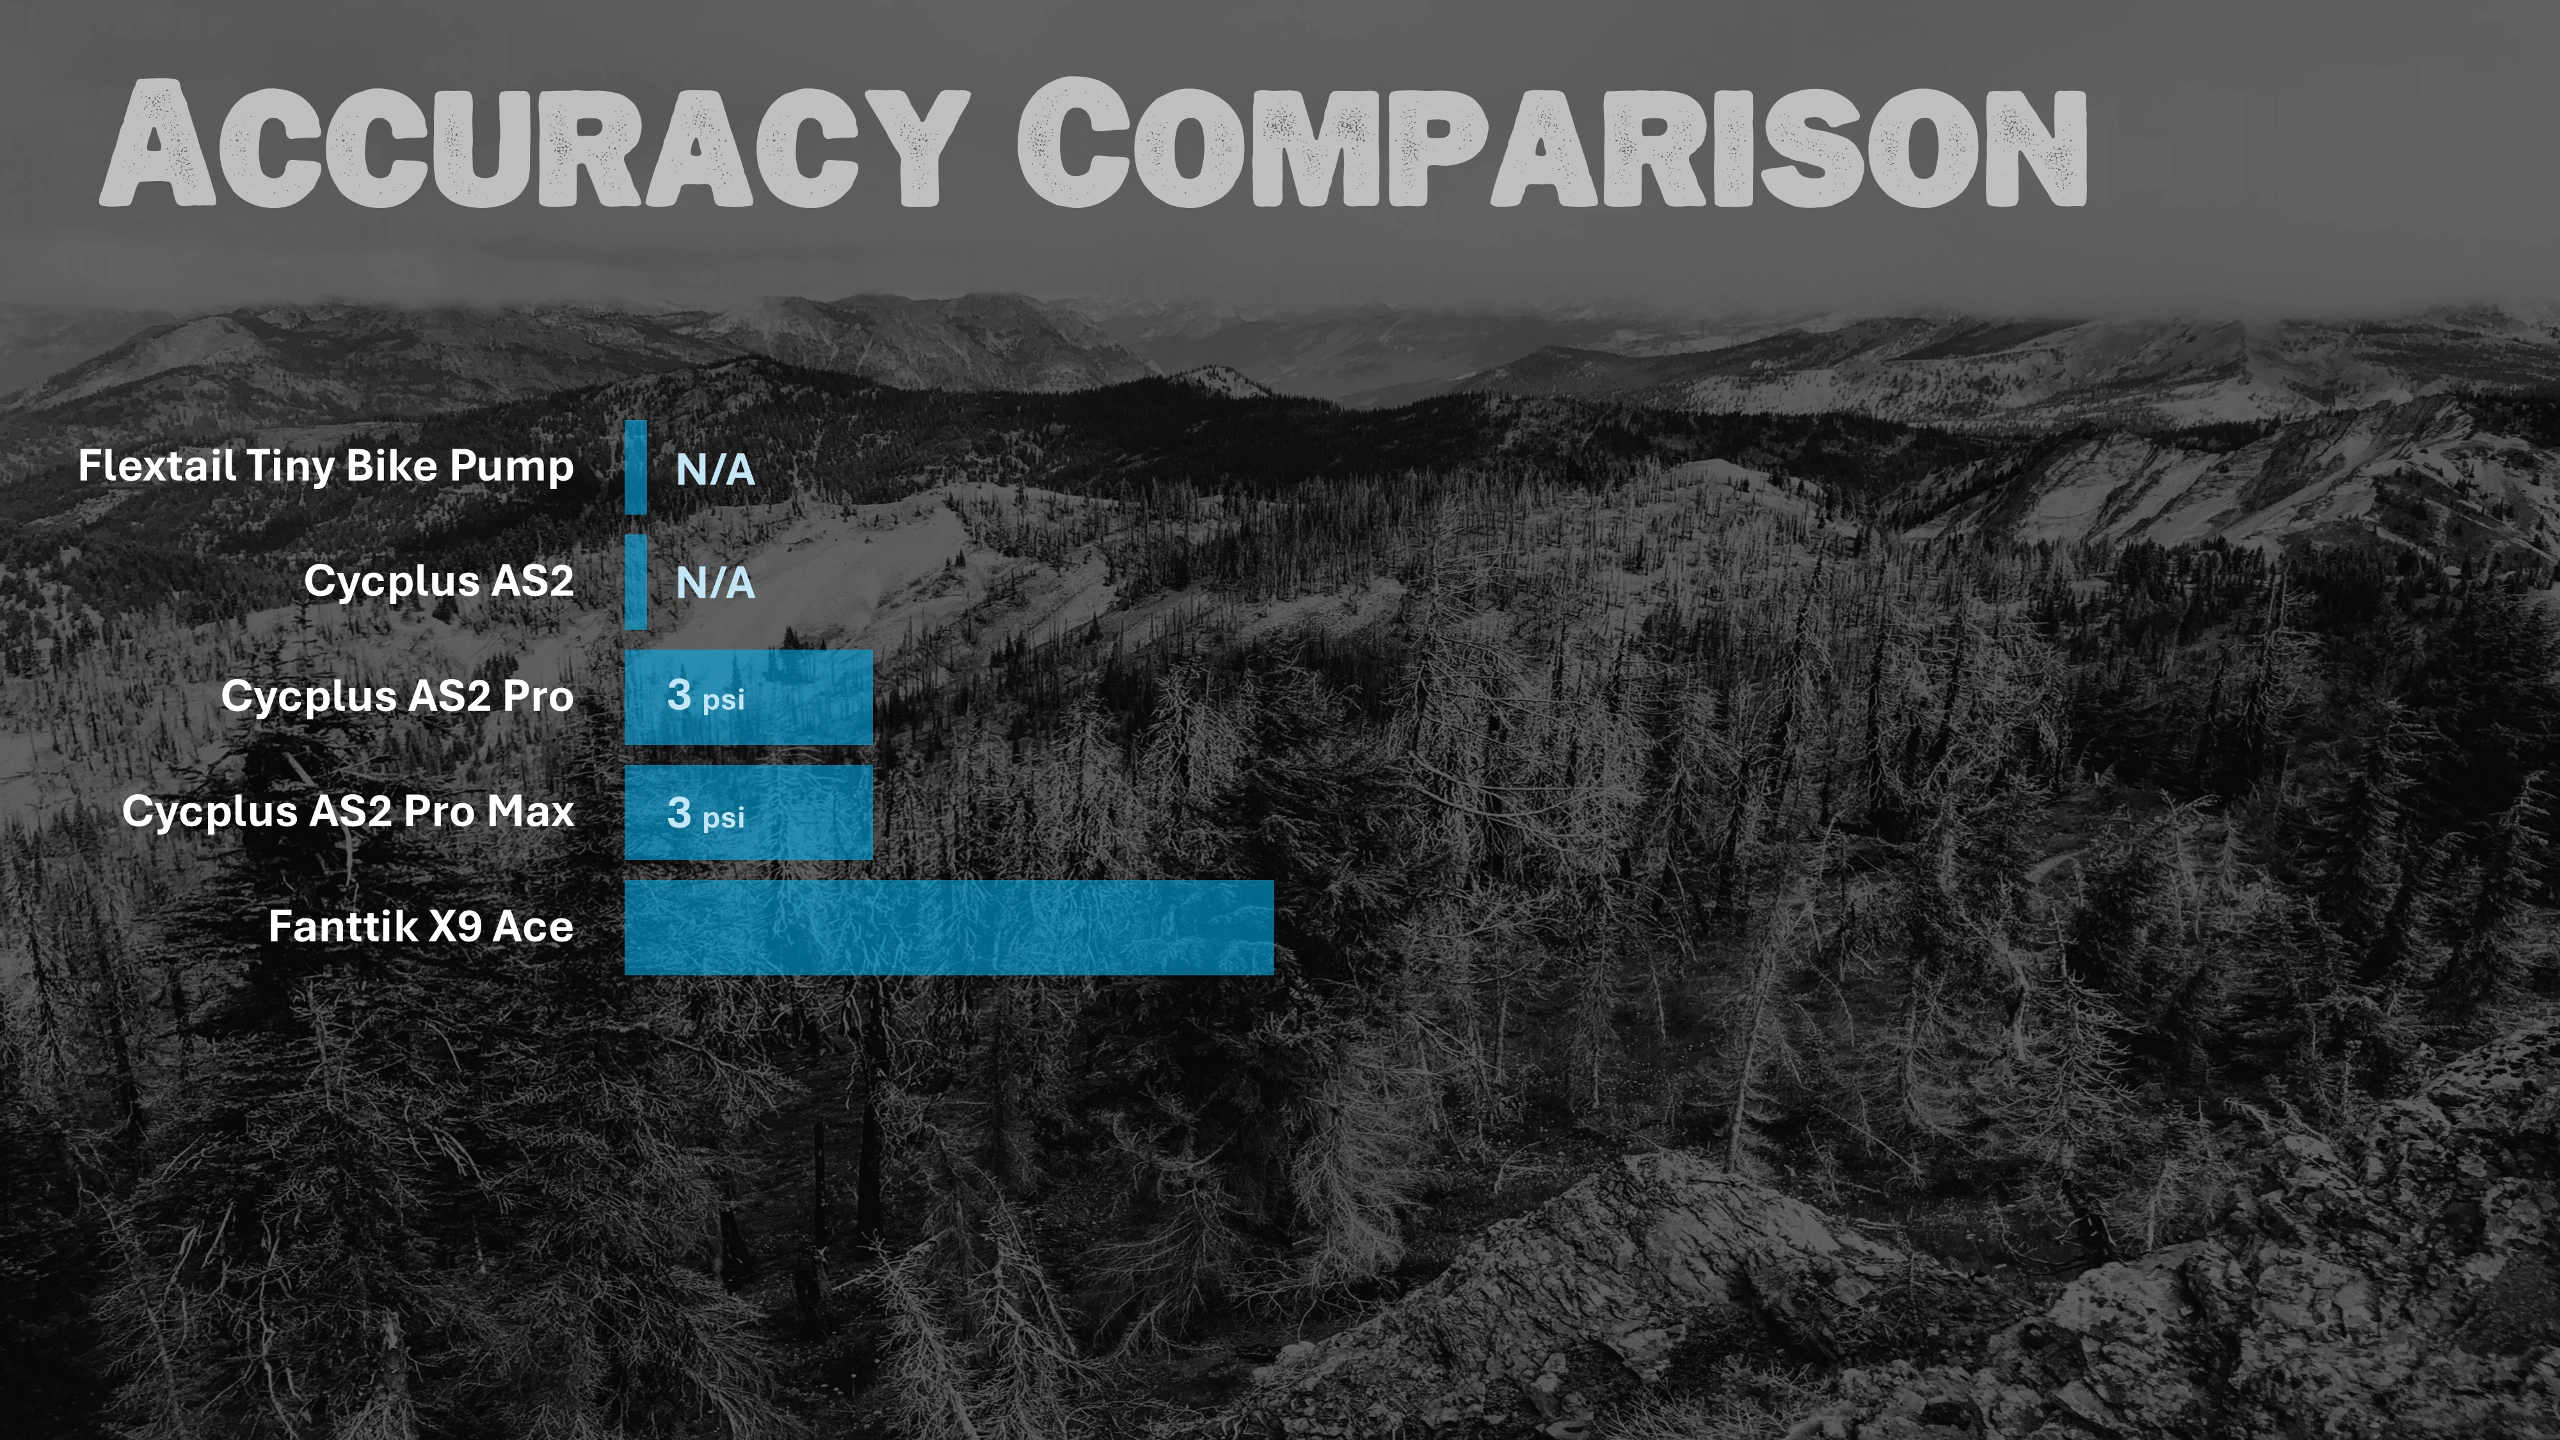 Accuracy Comparison
Flextail Tiny Bike Pump N/A
Cycplus AS2 N/A
Cycplus AS2 Pro 3 psi
Cycplus AS2 Pro Max 3 psi
Fanttik X9 Ace